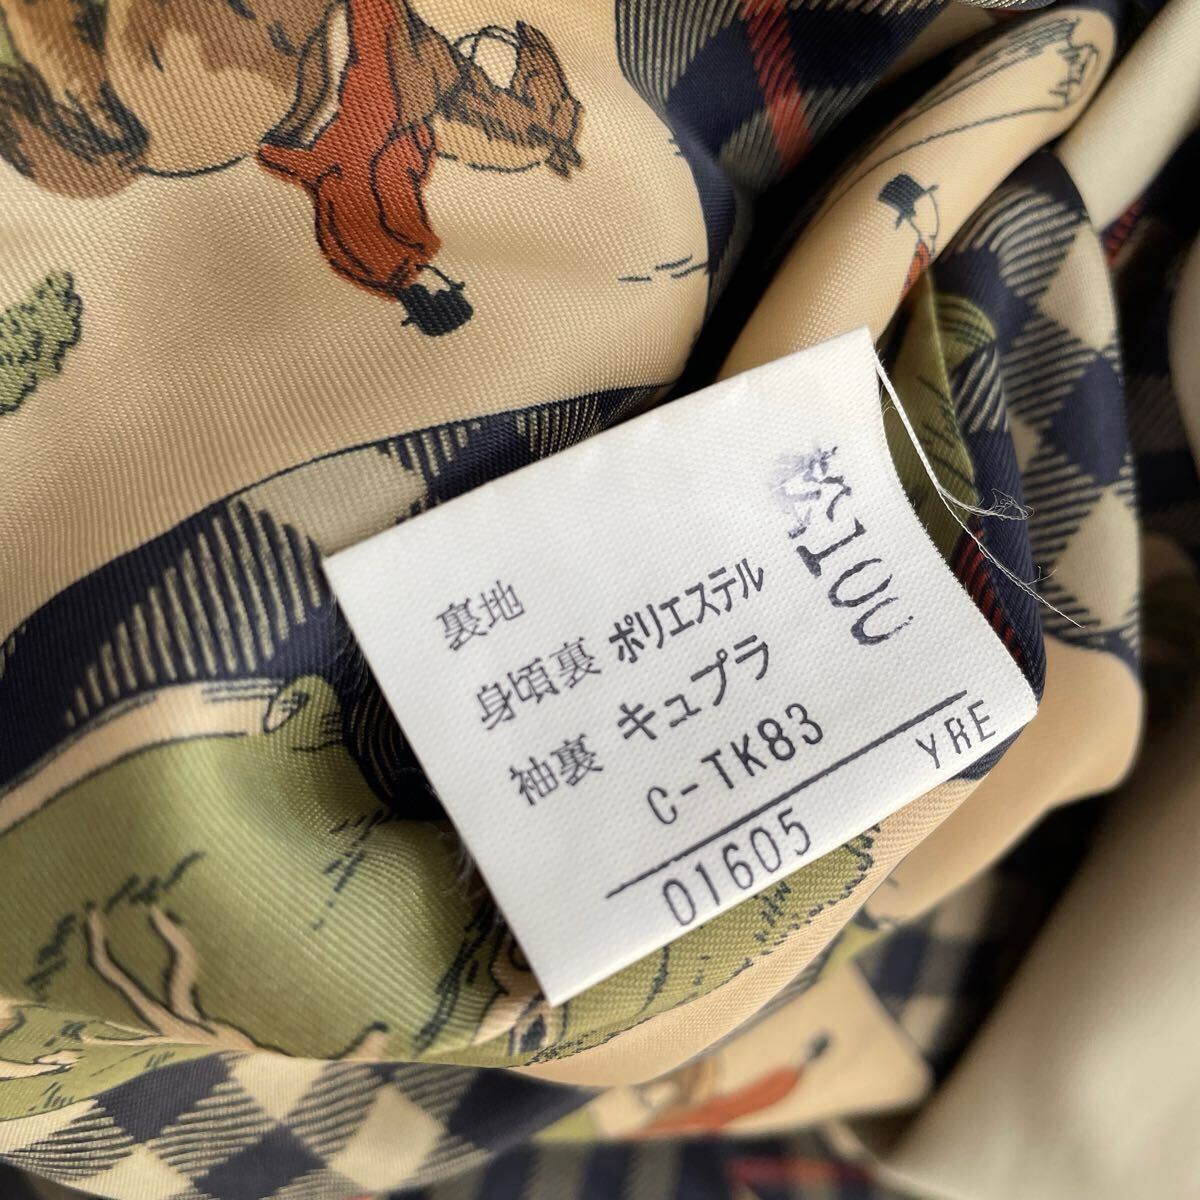 裏地
身頃裏 ポリエステル
袖裏 キュプラ
C-TK83
01605 YRE